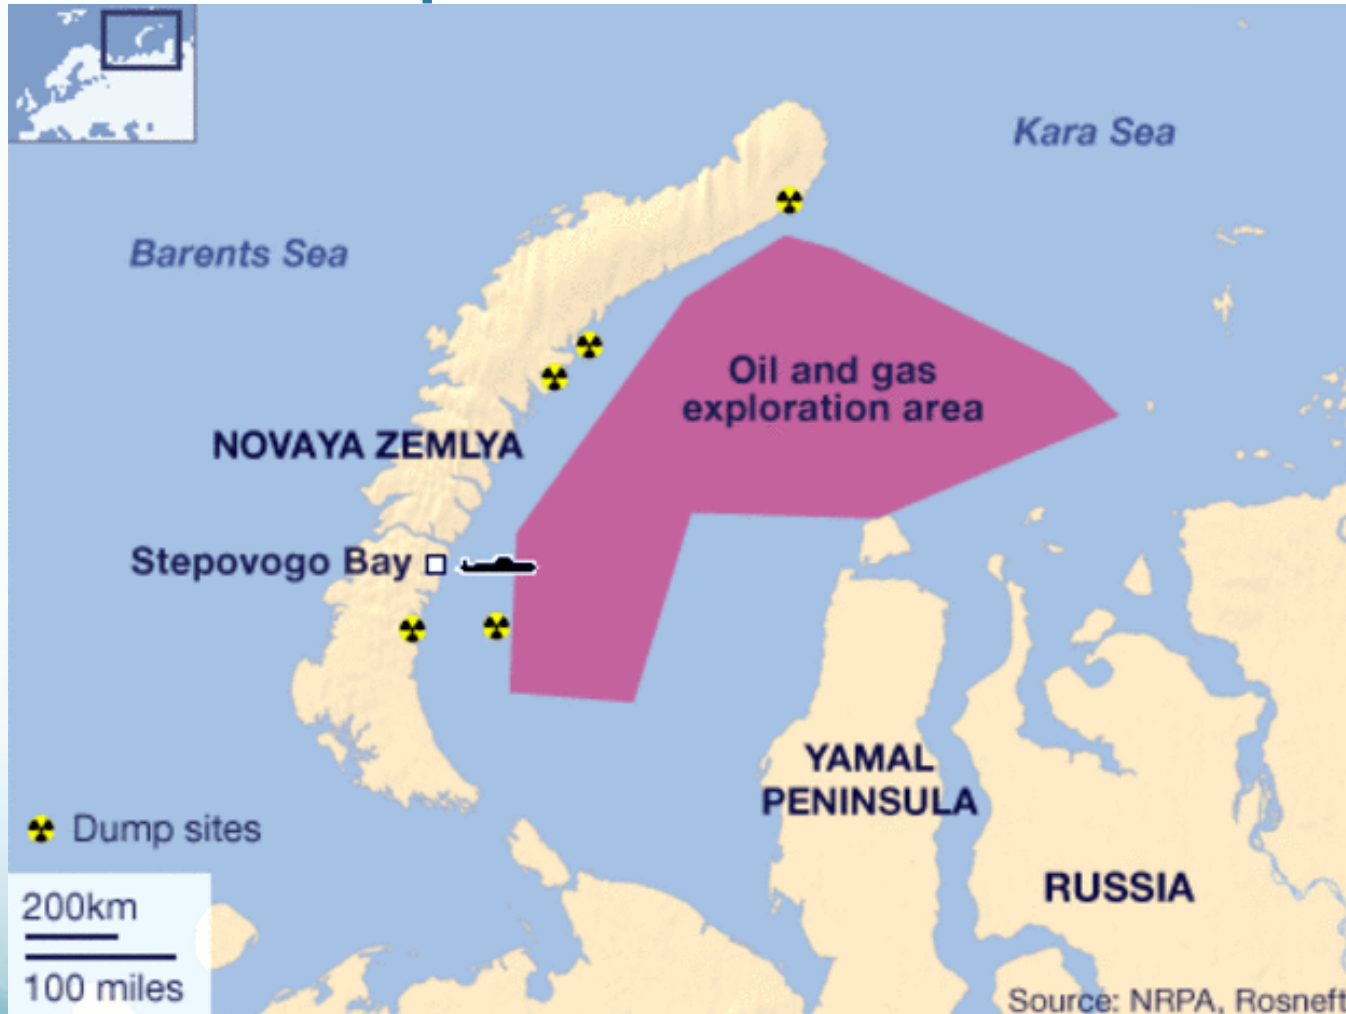 Kara Sea
Barents Sea
Oil and gas
exploration area
NOVAYA ZEMLYA
Stepovogo Bay
YAMAL
PENINSULA
Dump sites
RUSSIA
200km
100 miles
Source: NRPA, Rosneft